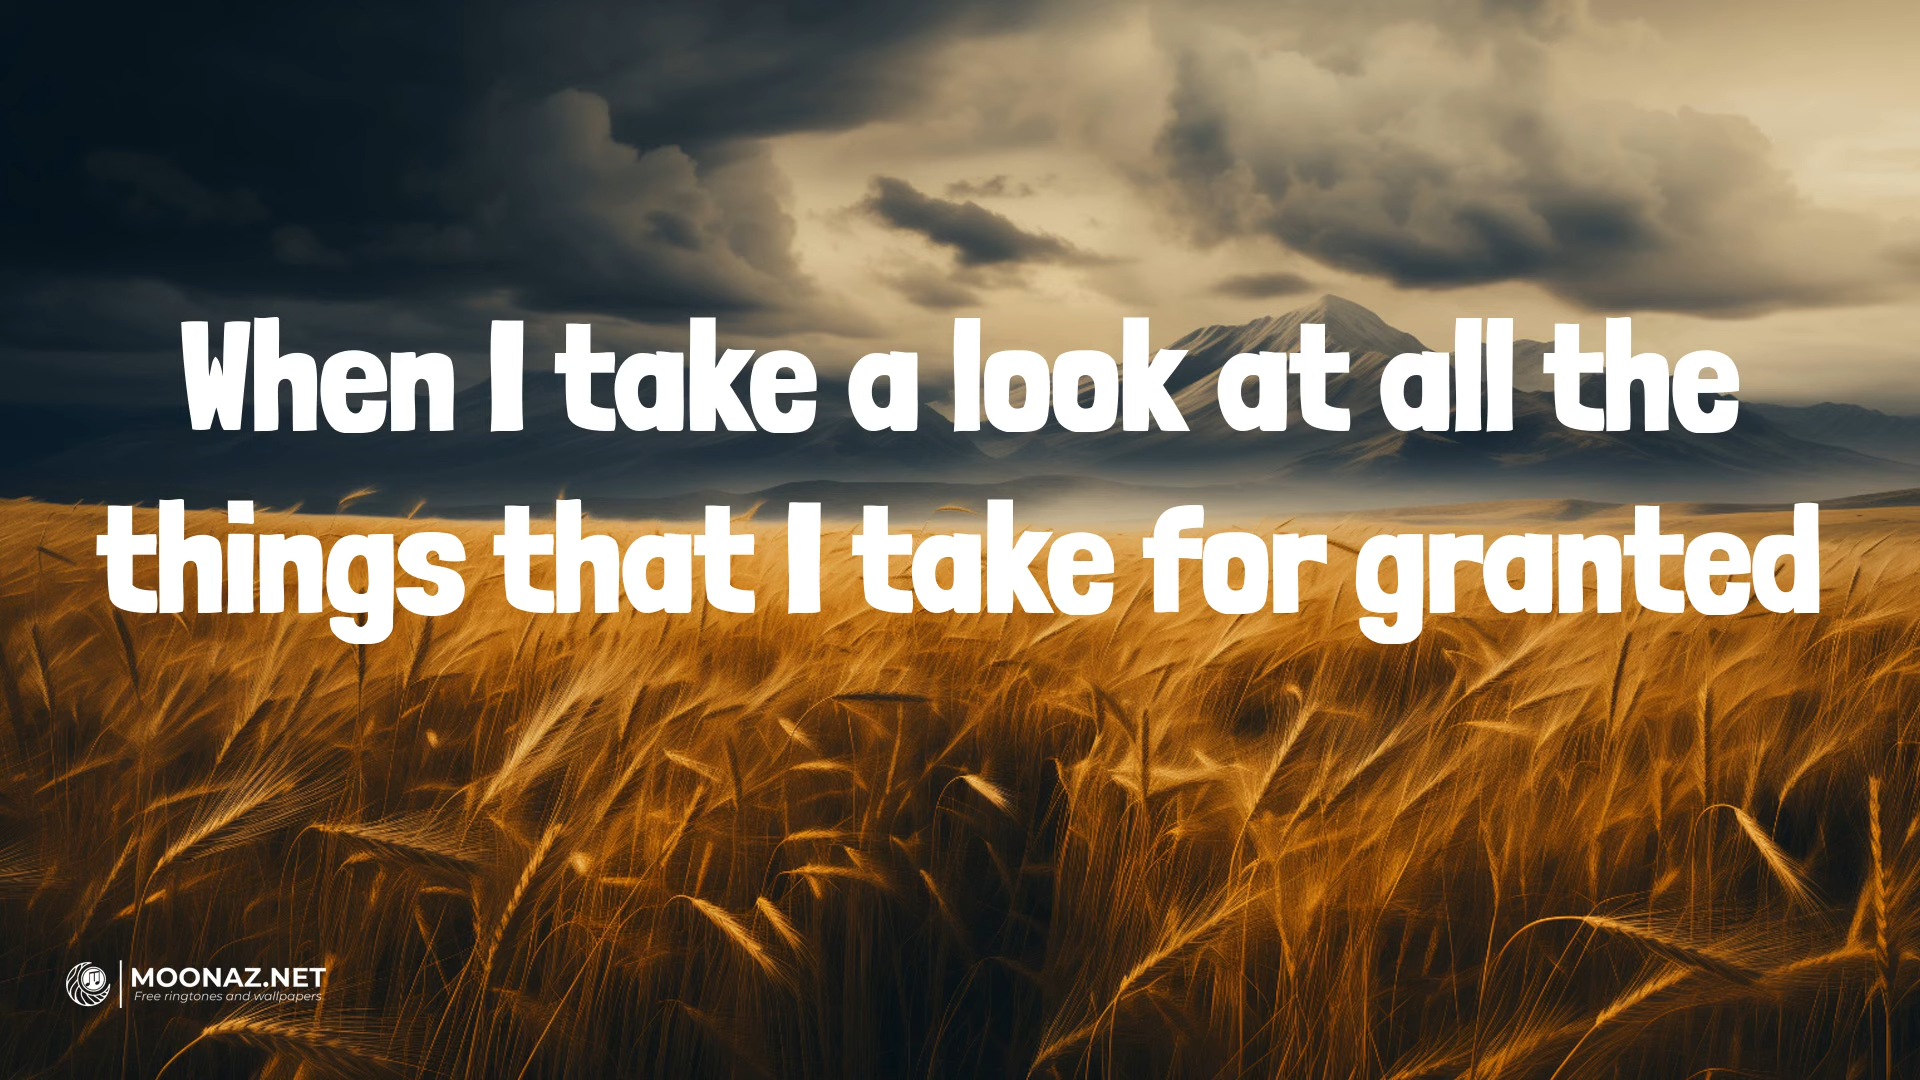 When I take a look at all the
things that I take for granted
MOONAZ.NET
Free ringtones and wallpapers